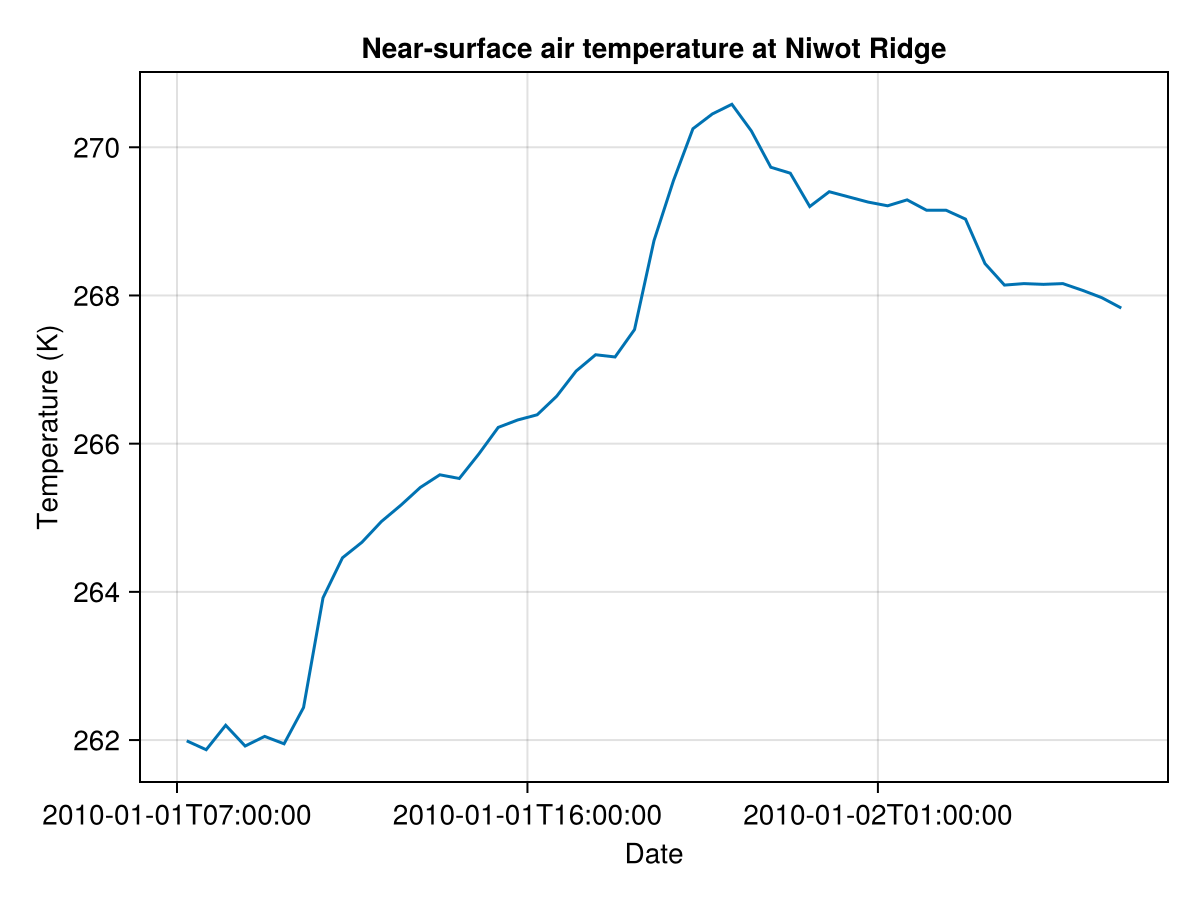 Near-surface air temperature at Niwot Ridge
270
268
266
264
262
Temperature (K)
2010-01-01T07:00:00 2010-01-01T16:00:00 2010-01-02T01:00:00
Date